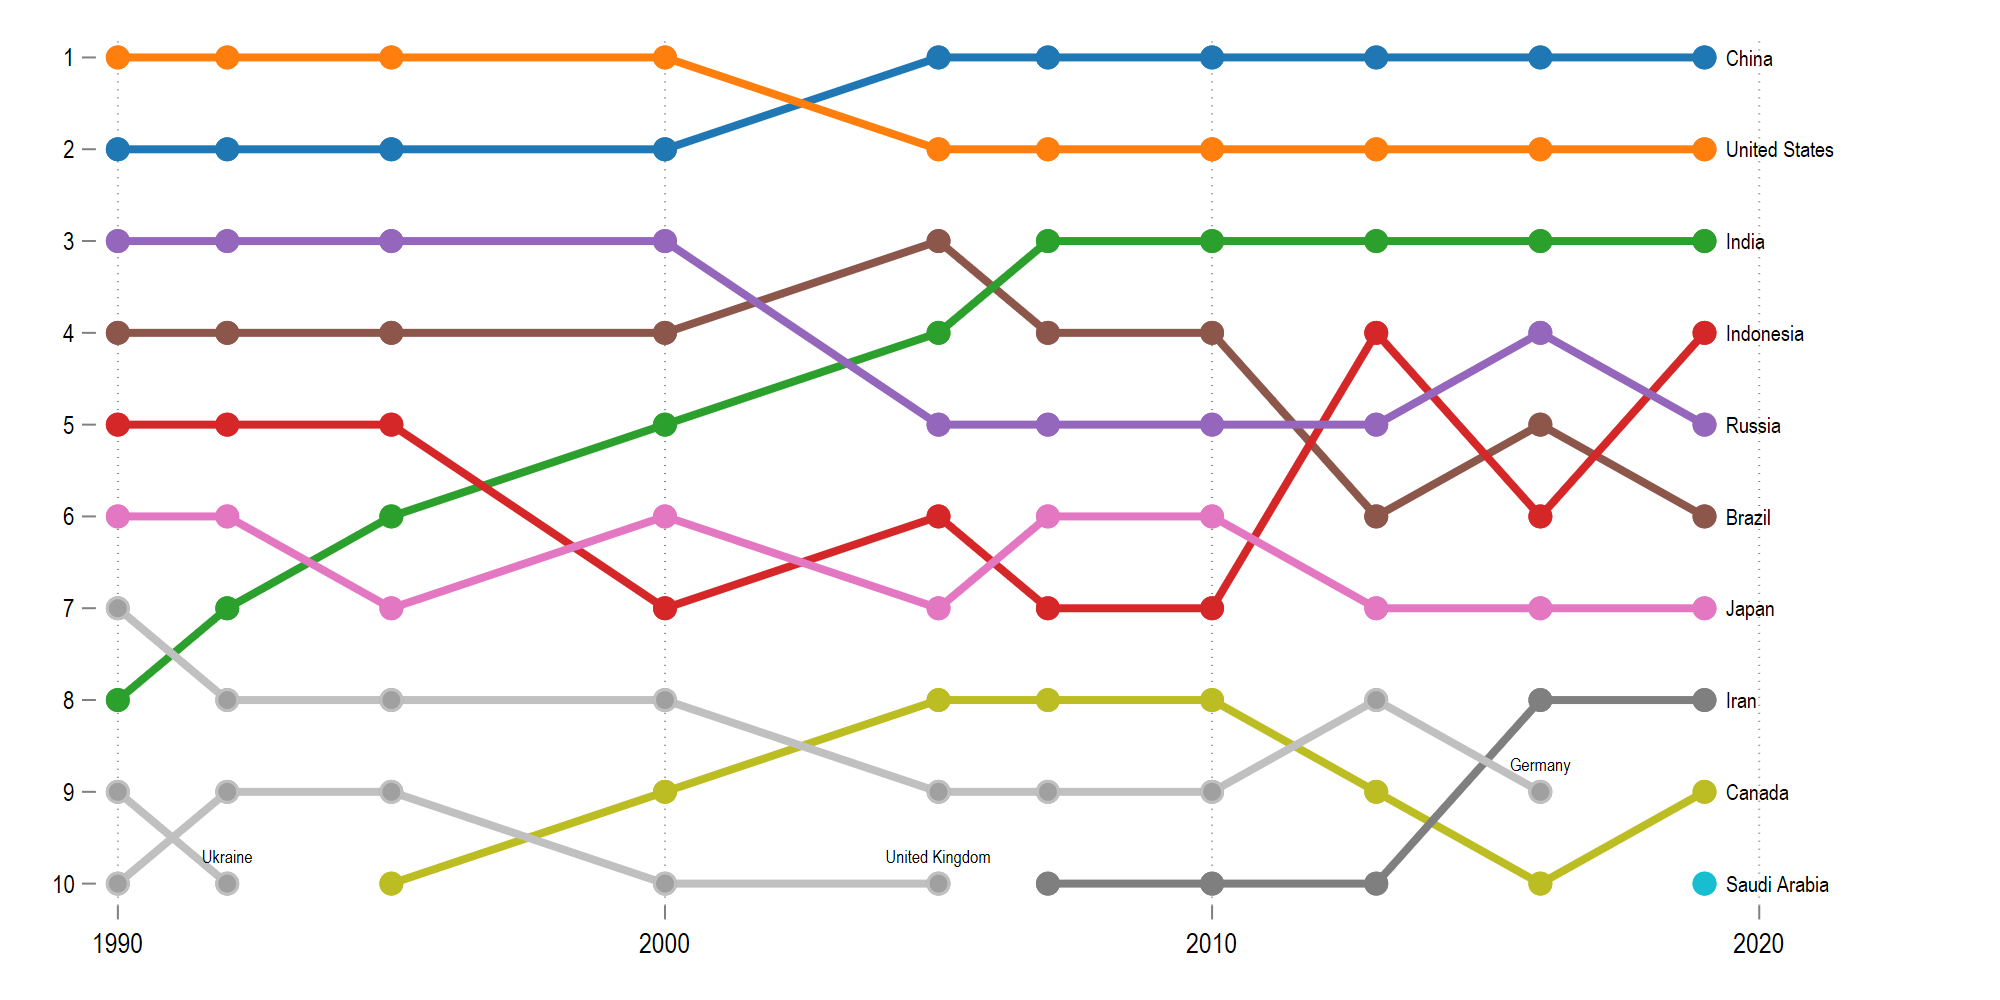 1
China
2
United States
3
India
4
Indonesia
5
Russia
6
Brazil
7
Japan
8
Iran
Germany
9
Canada
Ukraine
United Kingdom
10
Saudi Arabia
1990
2000
2010
2020